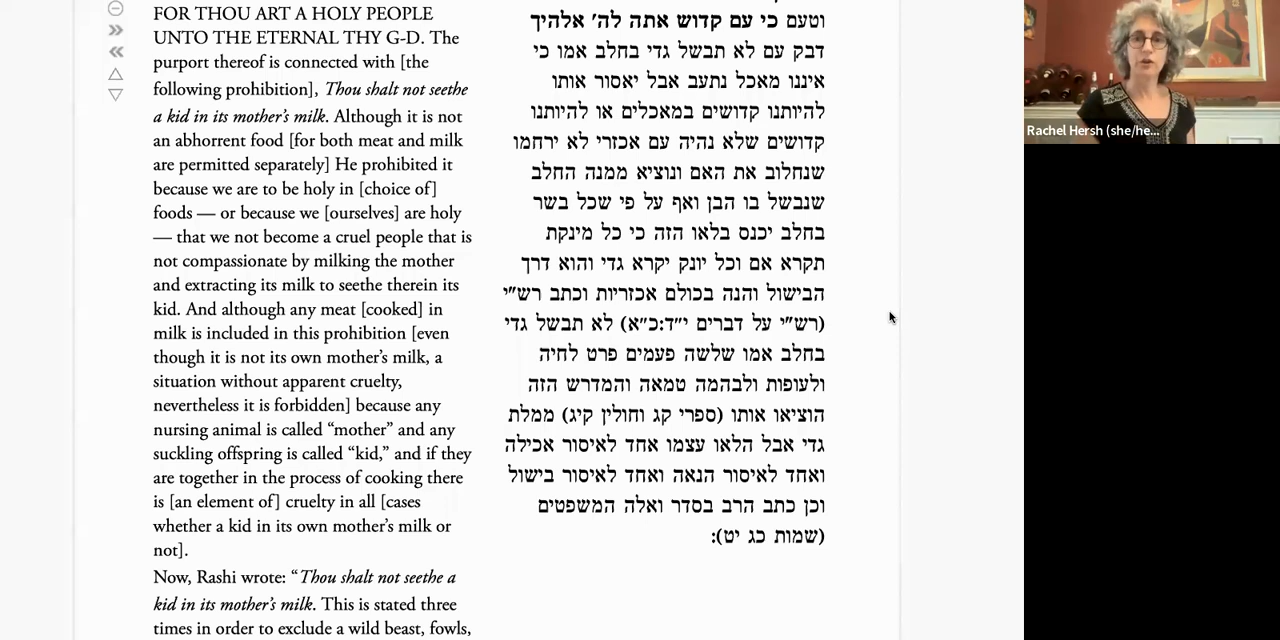 FOR THOU ART A HOLY PEOPLE
UNTO THE ETERNAL THY G-D. The
purport thereof is connected with [the
following prohibition], Thou shalt not seethe
a kid in its mother’s milk. Although it is not
an abhorrent food [for both meat and milk
are permitted separately] He prohibited it
because we are to be holy in [choice of]
foods — or because we [ourselves] are holy
— that we not become a cruel people that is
not compassionate by milking the mother
and extracting its milk to seethe therein its
kid. And although any meat [cooked] in
milk is included in this prohibition [even
though it is not its own mother’s milk, a
situation without apparent cruelty,
nevertheless it is forbidden] because any
nursing animal is called “mother” and any
suckling offspring is called “kid,” and if they
are together in the process of cooking there
is [an element of] cruelty in all [cases
whether a kid in its own mother’s milk or
not].
Now, Rashi wrote: “Thou shalt not seethe a
kid in its mother’s milk. This is stated three
times in order to exclude a wild beast, fowls,
וטעם כי עם קדוש אתה לה' אלהיך
דבק עם לא תבשל גדי בחלב אמו כי
איננו מאכל נתעב אבל יאסור אותו
להיותנו קדושים במאכלים או להיותנו
קדושים שלא נהיה עם אכזרי לא ירחמו
שנחלוב את האם ונוציא ממנה החלב
שנבשל בו הבן ואף על פי שכל בשר
בחלב יכנס בלאו הזה כי כל מינקת
תקרא אם וכל יונק יקרא גדי והוא דרך
הבישול והנה בכולם אכזריות וכתב רש"י
(רש"י על דברים י"ד:כ"א) לא תבשל גדי
בחלב אמו שלשה פעמים פרט לחיה
ולעופות ולבהמה טמאה והמדרש הזה
הוציאו אותו (ספרי קג וחולין קיג) ממלת
גדי אבל הלאו עצמו אחד לאיסור אכילה
ואחד לאיסור הנאה ואחד לאיסור בישול
וכן כתב הרב בסדר ואלה המשפטים
(שמות כג יט):
Rachel Hersh (she/he...